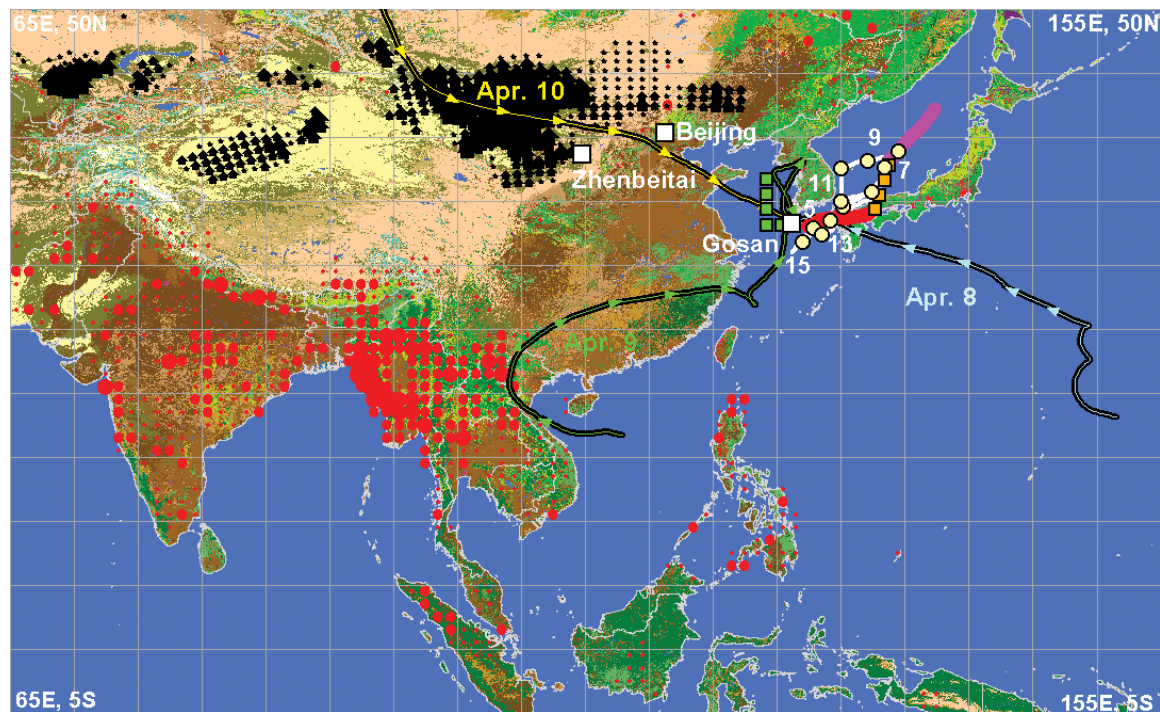 65E, 50N
155E, 50N
Apr. 10
Beijing
Zhenbeitai
9
7
11
5
Gosan
13
15
Apr. 8
Apr. 9
65E, 5S
155E, 5S